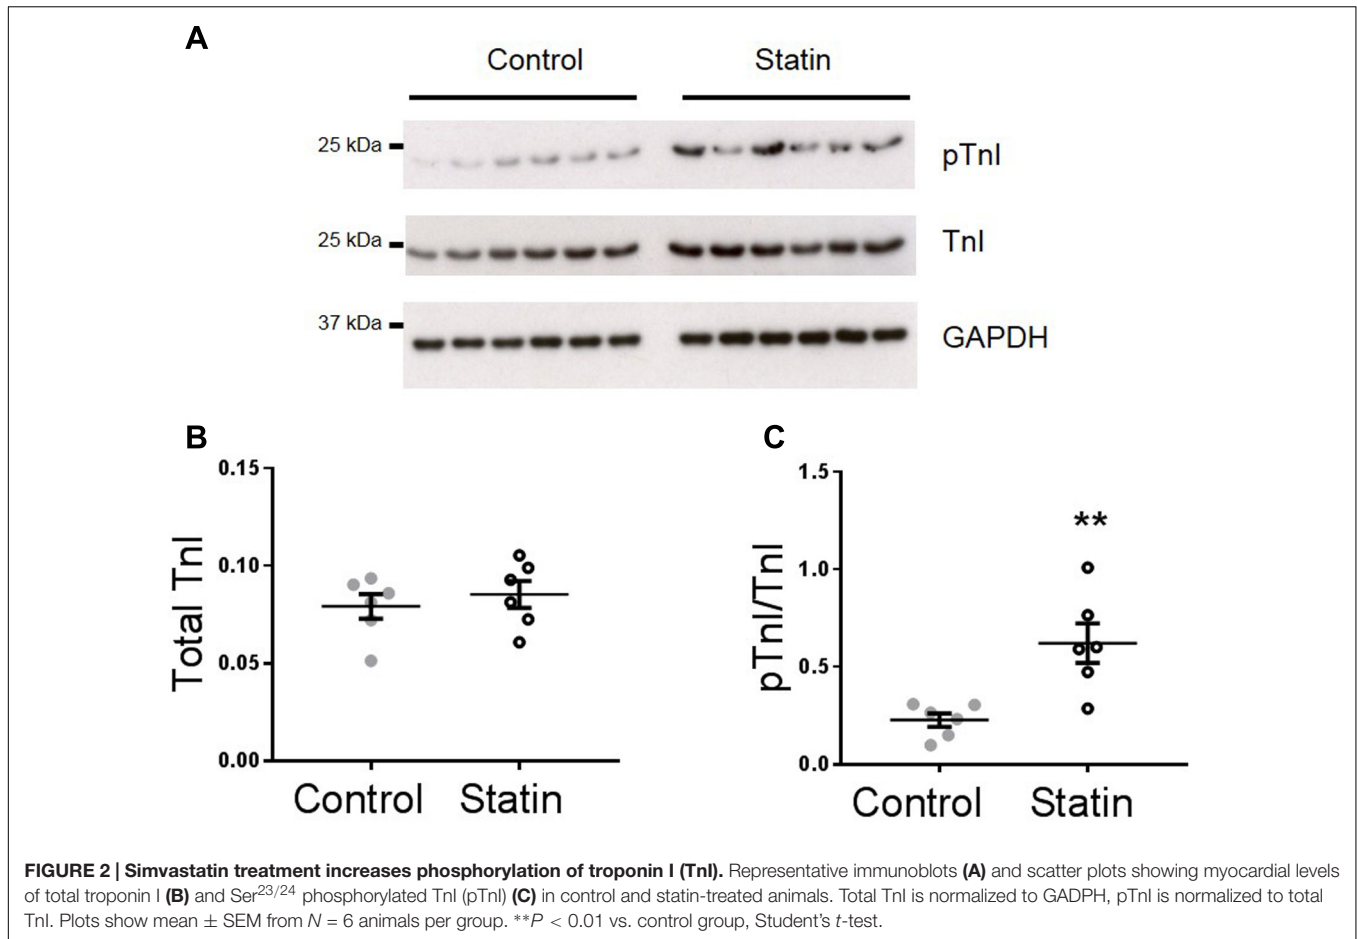 A
Control Statin
25 kDa pTnI
25 kDa TnI
37 kDa GAPDH
B
0.15
0.10
0.05
0.00
Total TnI
Control Statin
C
1.5
1.0
0.5
0.0
pTnI/TnI
**
Control Statin
FIGURE 2 | Simvastatin treatment increases phosphorylation of troponin I (TnI). Representative immunoblots (A) and scatter plots showing myocardial levels
of total troponin I (B) and Ser23/24 phosphorylated TnI (pTnI) (C) in control and statin-treated animals. Total TnI is normalized to GADPH, pTnI is normalized to total
TnI. Plots show mean ± SEM from N = 6 animals per group. **P < 0.01 vs. control group, Student's t-test.